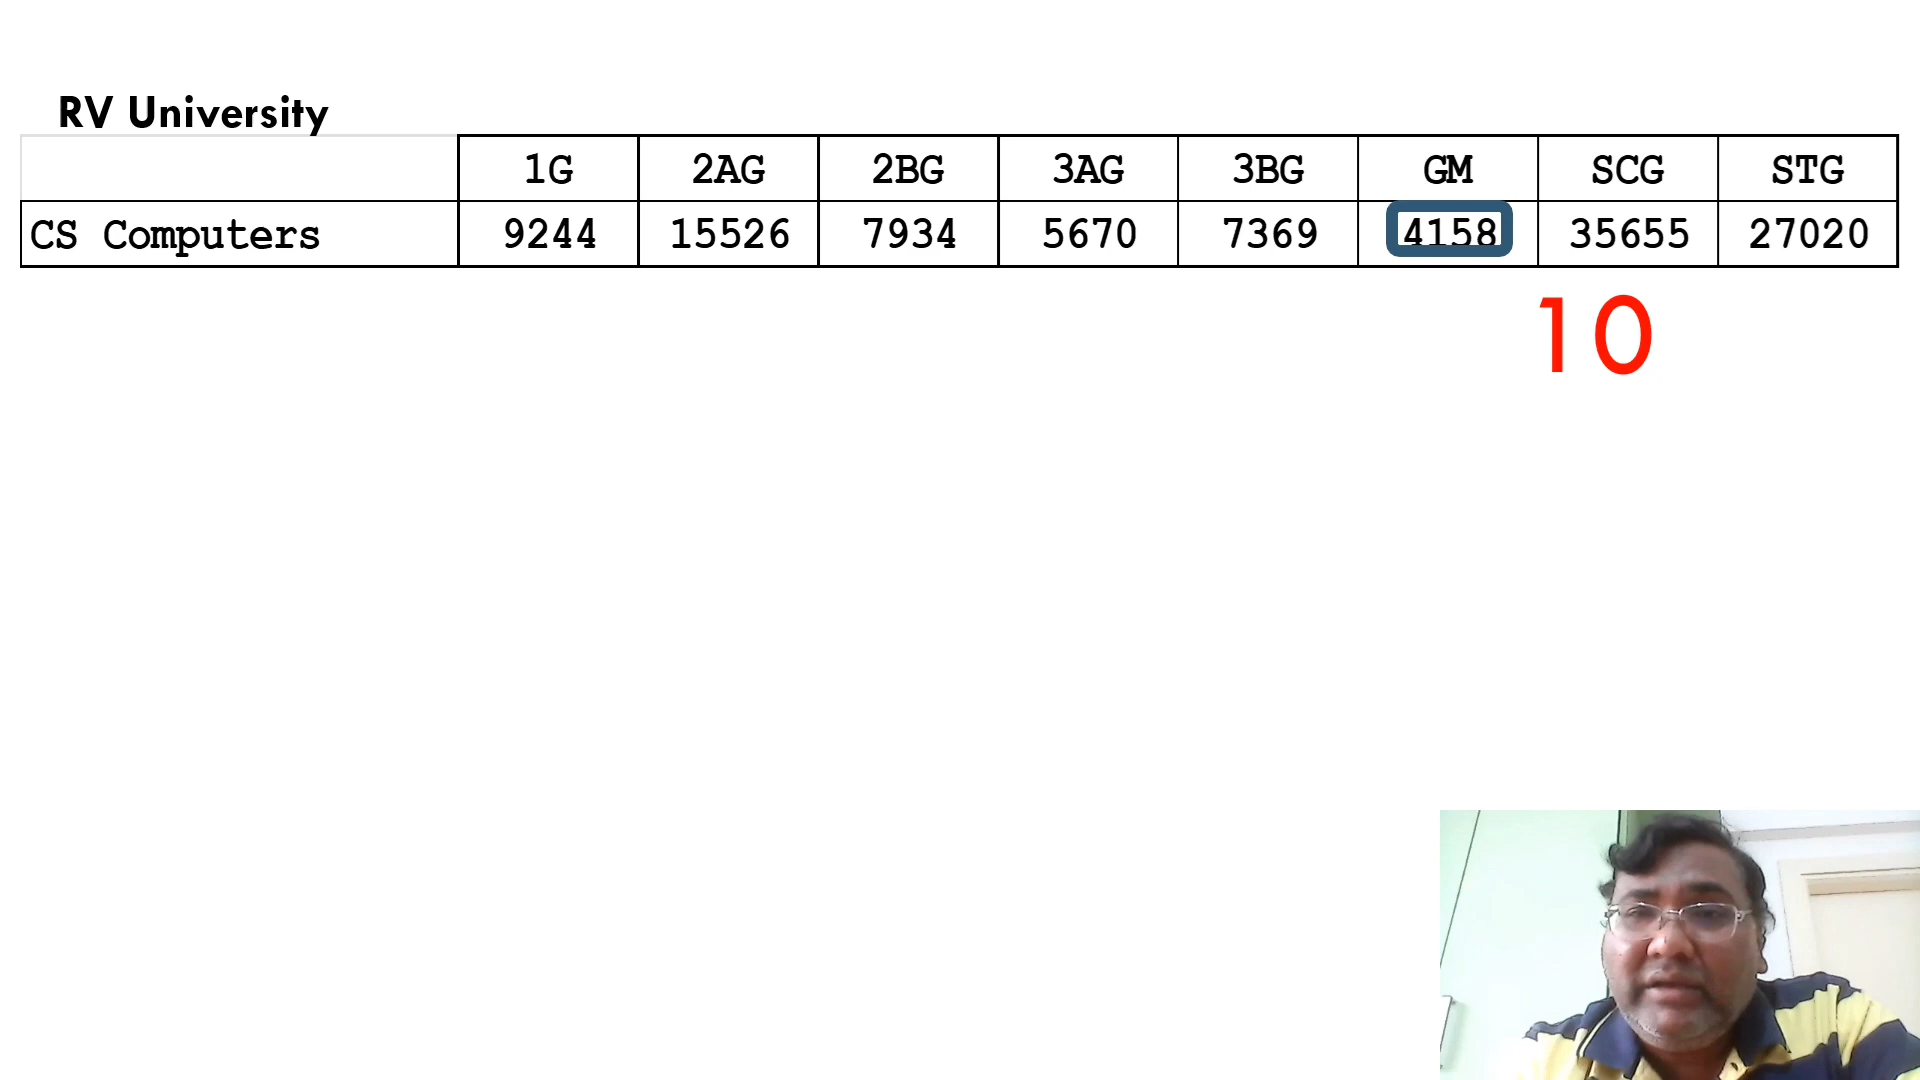 RV University
1G 2AG 2BG 3AG 3BG GM SCG STG
CS Computers 9244 15526 7934 5670 7369 4158 35655 27020
10